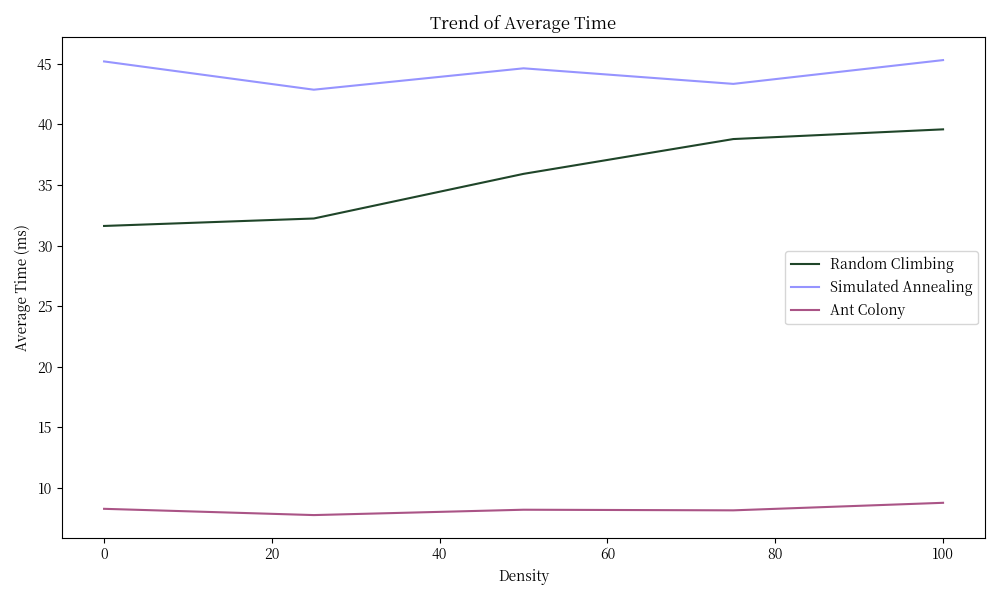 Trend of Average Time
Average Time (ms)
45
40
35
30
25
20
15
10
Random Climbing
Simulated Annealing
Ant Colony
0 20 40 60 80 100
Density